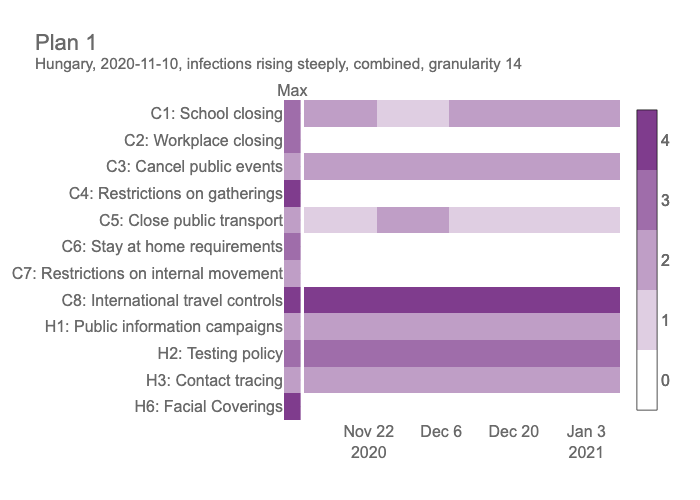 Plan 1
Hungary, 2020-11-10, infections rising steeply, combined, granularity 14
Max
C1: School closing
C2: Workplace closing
C3: Cancel public events
C4: Restrictions on gatherings
C5: Close public transport
C6: Stay at home requirements
C7: Restrictions on internal movement
C8: International travel controls
H1: Public information campaigns
H2: Testing policy
H3: Contact tracing
H6: Facial Coverings
4
3
2
1
0
Nov 22 Dec 6 Dec 20 Jan 3
2020 2021